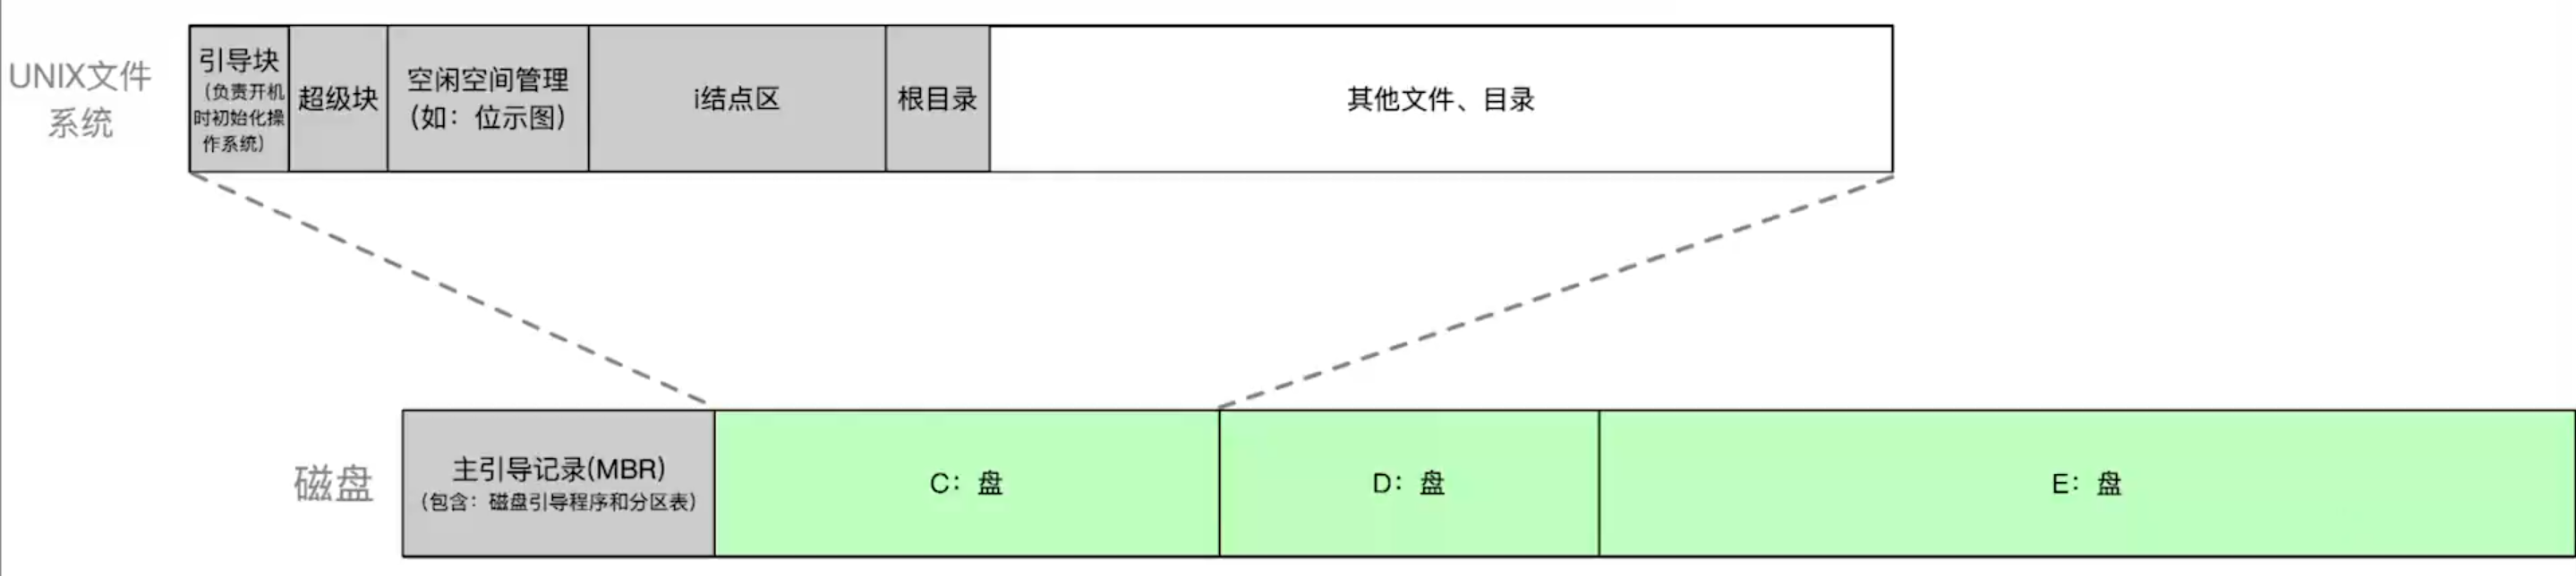 UNIX文件
系统
引导块
（负责开机
时初始化操
作系统）
超级块
空闲空间管理
（如：位示图）
i结点区
根目录
其他文件、目录
磁盘
主引导记录(MBR)
（包含：磁盘引导程序和分区表）
C：盘
D：盘
E：盘